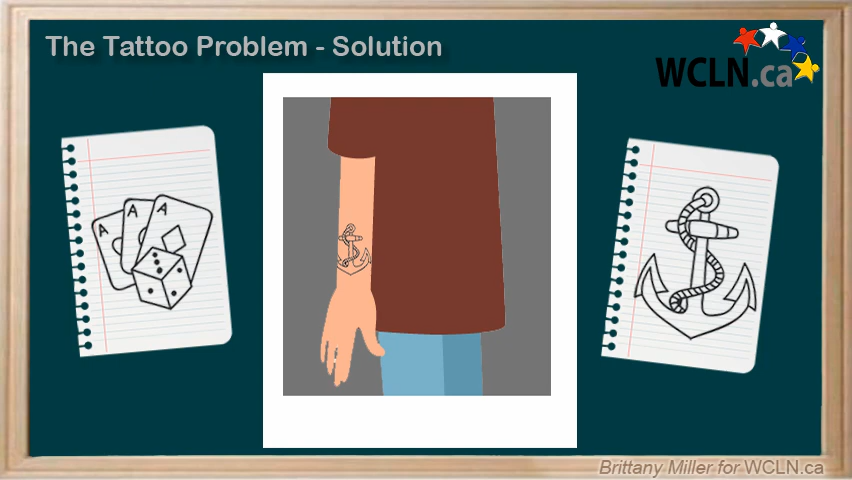 The Tattoo Problem - Solution
WCLN.ca
A
A
A
Brittany Miller for WCLN.ca